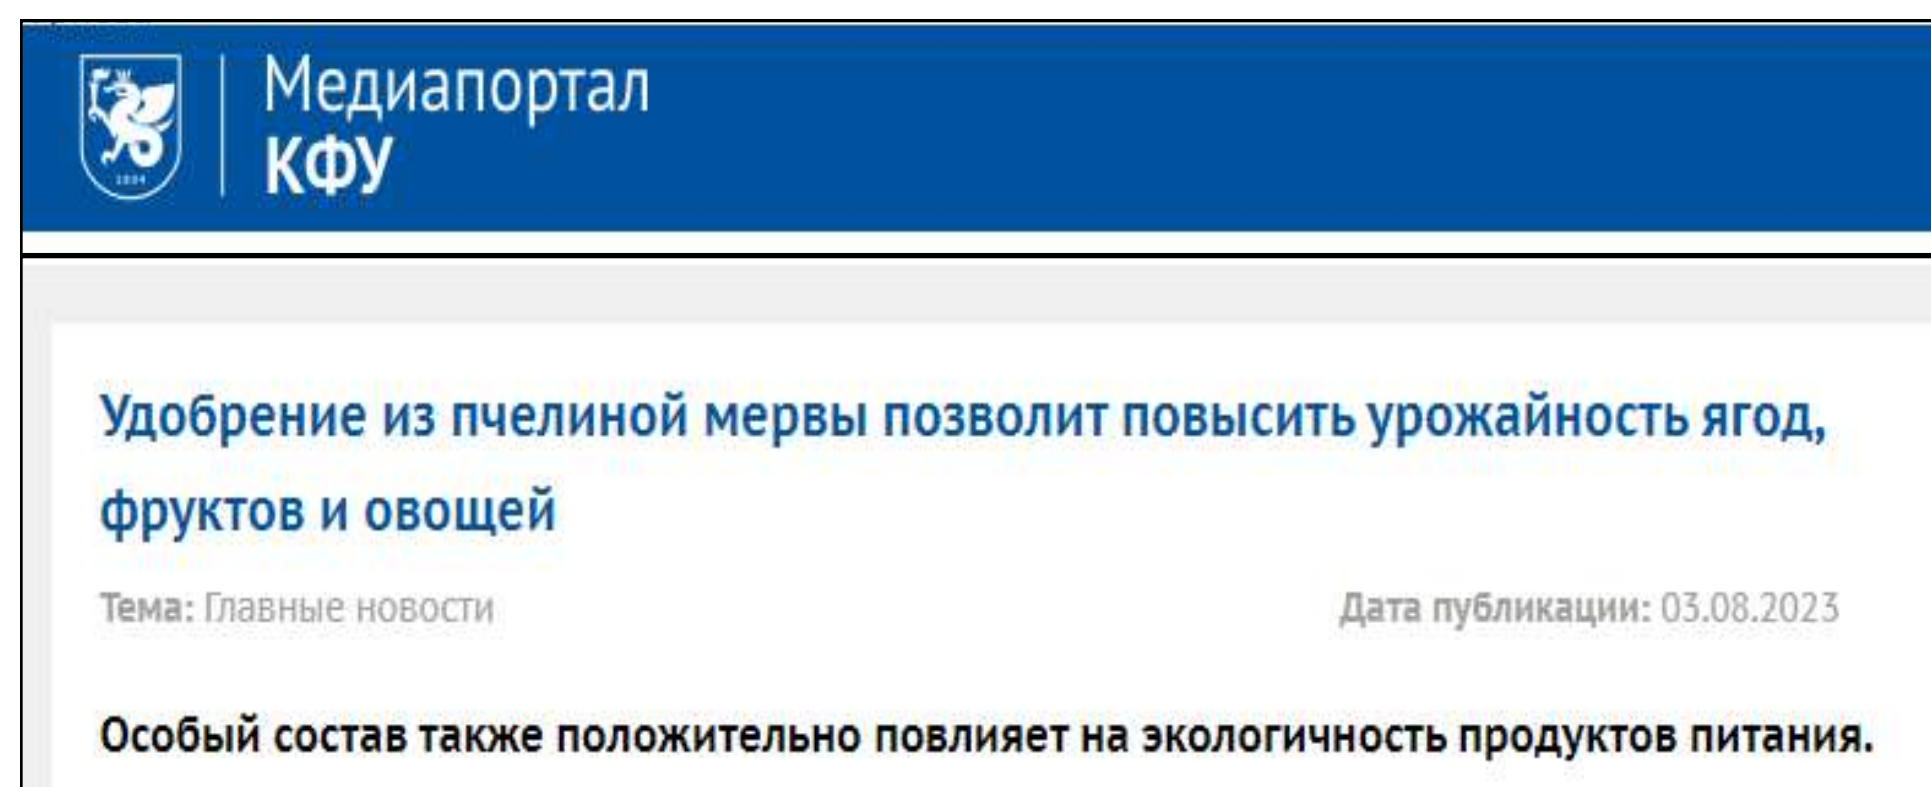 Медиапортал
КФУ
1804
Удобрение из пчелиной мервы позволит повысить урожайность ягод,
фруктов и овощей
Тема: Главные новости
Дата публикации: 03.08.2023
Особый состав также положительно повлияет на экологичность продуктов питания.